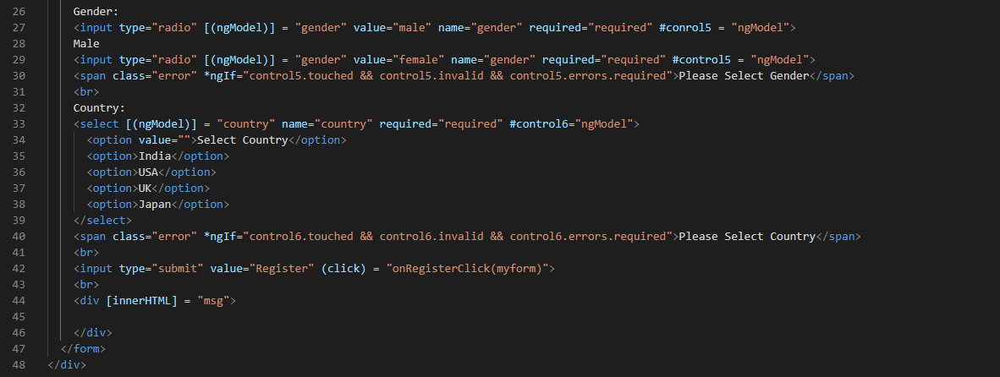 26 Gender:
27 <input type="radio" [(ngModel)] = "gender" value="male" name="gender" required="required" #conrol5 = "ngModel">
28 Male
29 <input type="radio" [(ngModel)] = "gender" value="female" name="gender" required="required" #control5 = "ngModel">
30 <span class="error" *ngIf="control5.touched && control5.invalid && control5.errors.required">Please Select Gender</span>
31 <br>
32 Country:
33 <select [(ngModel)] = "country" name="country" required="required" #control6="ngModel">
34 <option value="">Select Country</option>
35 <option>India</option>
36 <option>USA</option>
37 <option>UK</option>
38 <option>Japan</option>
39 </select>
40 <span class="error" *ngIf="control6.touched && control6.invalid && control6.errors.required">Please Select Country</span>
41 <br>
42 <input type="submit" value="Register" (click) = "onRegisterClick(myform)">
43 <br>
44 <div [innerHTML] = "msg">
45
46 </div>
47 </form>
48 </div>